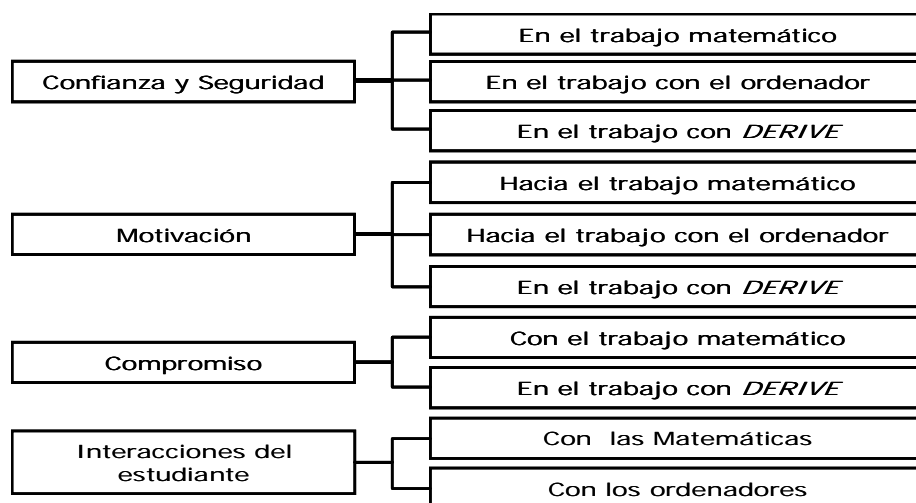 Confianza y Seguridad
En el trabajo matemático
En el trabajo con el ordenador
En el trabajo con DERIVE
Motivación
Hacia el trabajo matemático
Hacia el trabajo con el ordenador
En el trabajo con DERIVE
Compromiso
Con el trabajo matemático
En el trabajo con DERIVE
Interacciones del
estudiante
Con las Matemáticas
Con los ordenadores